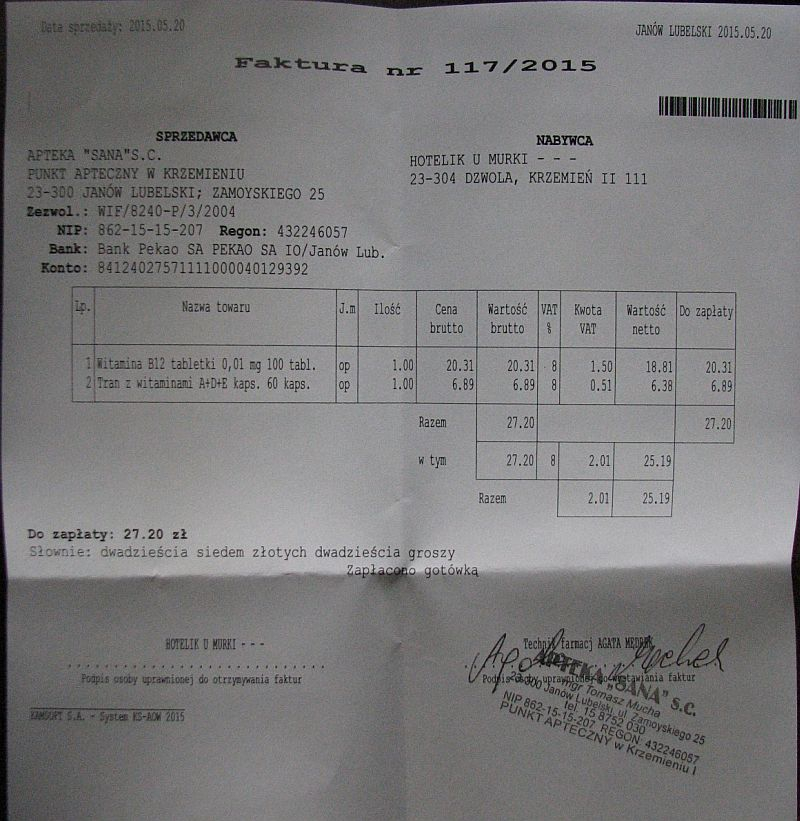 Data sprzedaży: 2015.05.20
JANÓW LUBELSKI 2015.05.20
Faktura nr 117/2015
SPRZEDAWCA
APTEKA "SANA"S.C.
PUNKT APTECZNY W KRZEMIENIU
23-300 JANÓW LUBELSKI; ZAMOYSKIEGO 25
Zezwol.: WIF/8240-P/3/2004
NIP: 862-15-15-207 Regon: 432246057
Bank: Bank Pekao SA PEKAO SA IO/Janów Lub.
Konto: 84124027571111000040129392
NABYWCA
HOTELIK U MURKI - - -
23-304 DZWOLA, KRZEMIEŃ II 111
Lp. Nazwa towaru J.m Ilość Cena brutto Wartość brutto VAT % Kwota VAT Wartość netto Do zapłaty
1 Witamina B12 tabletki 0,01 mg 100 tabl. op 1.00 20.31 20.31 8 1.50 18.81 20.31
2 Tran z witaminami A+D+E kaps. 60 kaps. op 1.00 6.89 6.89 8 0.51 6.38 6.89
Razem 27.20 27.20
w tym 27.20 8 2.01 25.19
Razem 2.01 25.19
Do zapłaty: 27.20 zł
Słownie: dwadzieścia siedem złotych dwadzieścia groszy
Zapłacono gotówką
HOTELIK U MURKI - - -
Podpis osoby uprawnionej do otrzymywania faktur
KAMSOFT S.A. - System KS-AOW 2015
Technik farmacji AGATA
Podpis osoby uprawnionej do wystawiania faktur
APTEKA „SANA" S.C.
mgr Tomasz Mucha
23-300 Janów Lubelski, ul. Zamoyskiego 25
tel. 15 8752 030
NIP 862-15-15-207, REGON: 432246057
PUNKT APTECZNY w Krzemieniu I